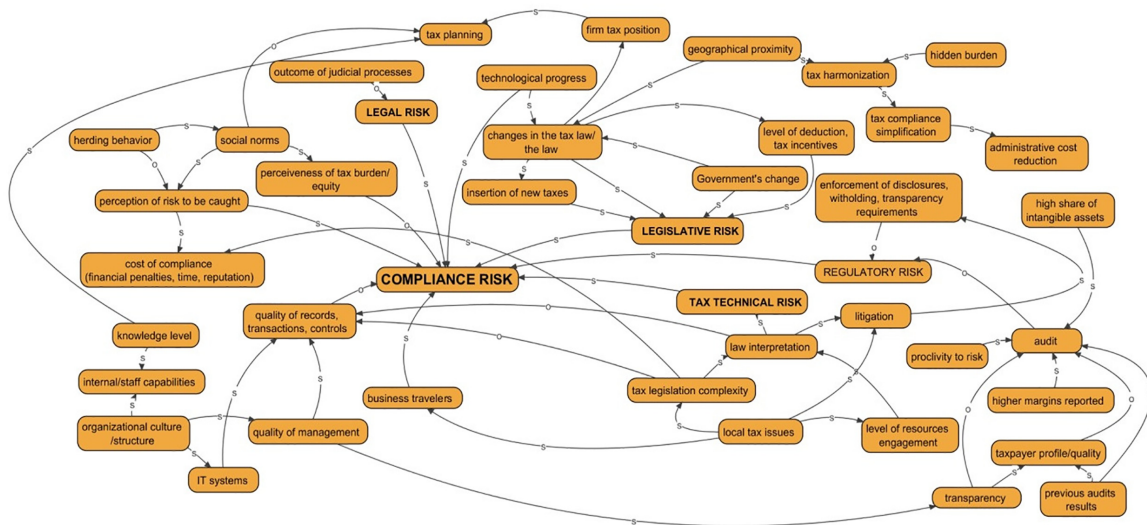 tax planning
firm tax position
geographical proximity
hidden burden
outcome of judicial processes
technological progress
tax harmonization
LEGAL RISK
tax compliance
simplification
herding behavior
social norms
changes in the tax law/
the law
level of deduction,
tax incentives
administrative cost
reduction
perceiveness of tax burden/
equity
insertion of new taxes
Government's change
enforcement of disclosures,
witholding, transparency
requirements
high share of
intangible assets
perception of risk to be caught
LEGISLATIVE RISK
cost of compliance
(financial penalties, time, reputation)
COMPLIANCE RISK
REGULATORY RISK
TAX TECHNICAL RISK
quality of records,
transactions, controls
litigation
knowledge level
law interpretation
audit
proclivity to risk
internal/staff capabilities
business travelers
tax legislation complexity
higher margins reported
organizational culture
/structure
quality of management
local tax issues
level of resources
engagement
taxpayer profile/quality
IT systems
transparency
previous audits
results
s
s
o
s
s
o
s
s
s
s
s
s
s
s
o
s
s
s
s
s
s
s
s
o
s
s
s
s
s
s
o
s
s
o
s
o
s
s
o
s
s
s
s
s
s
s
s
s
s
s
s
s
s
o
o
s
s
s